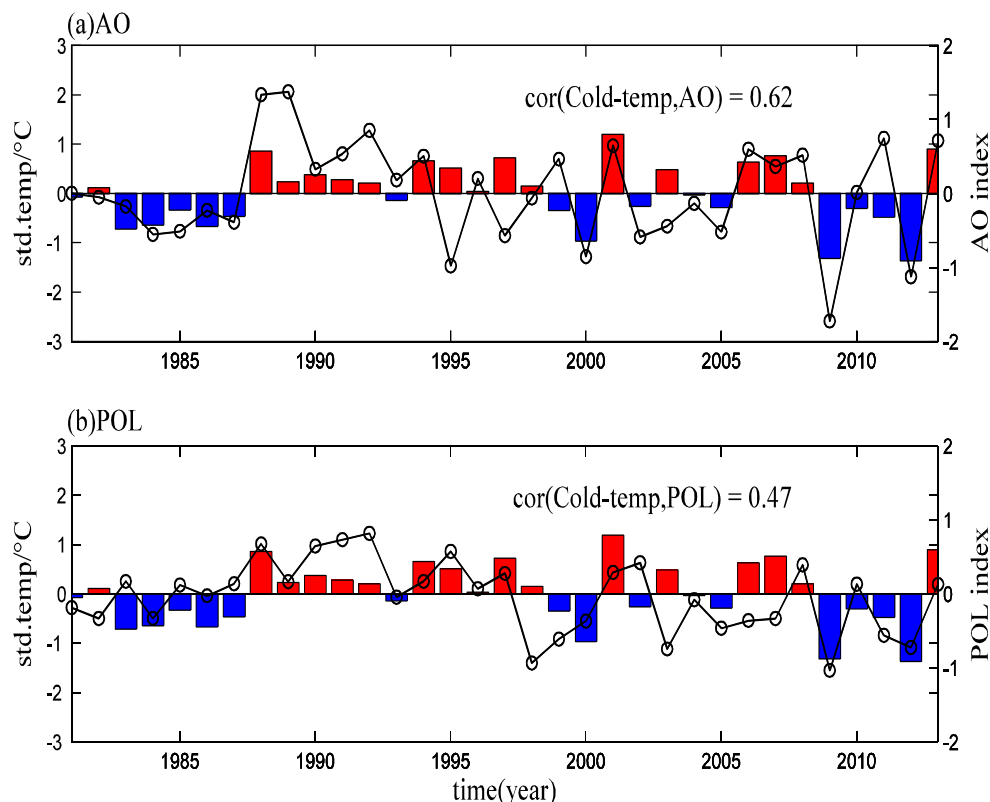 (a)AO
3
2
1
0
-1
-2
-3
std.temp/°C
cor(Cold-temp,AO) = 0.62
2
1
0
-1
-2
AO index
1985 1990 1995 2000 2005 2010
(b)POL
3
2
1
0
-1
-2
-3
std.temp/°C
cor(Cold-temp,POL) = 0.47
2
1
0
-1
-2
POL index
1985 1990 1995 2000 2005 2010
time(year)